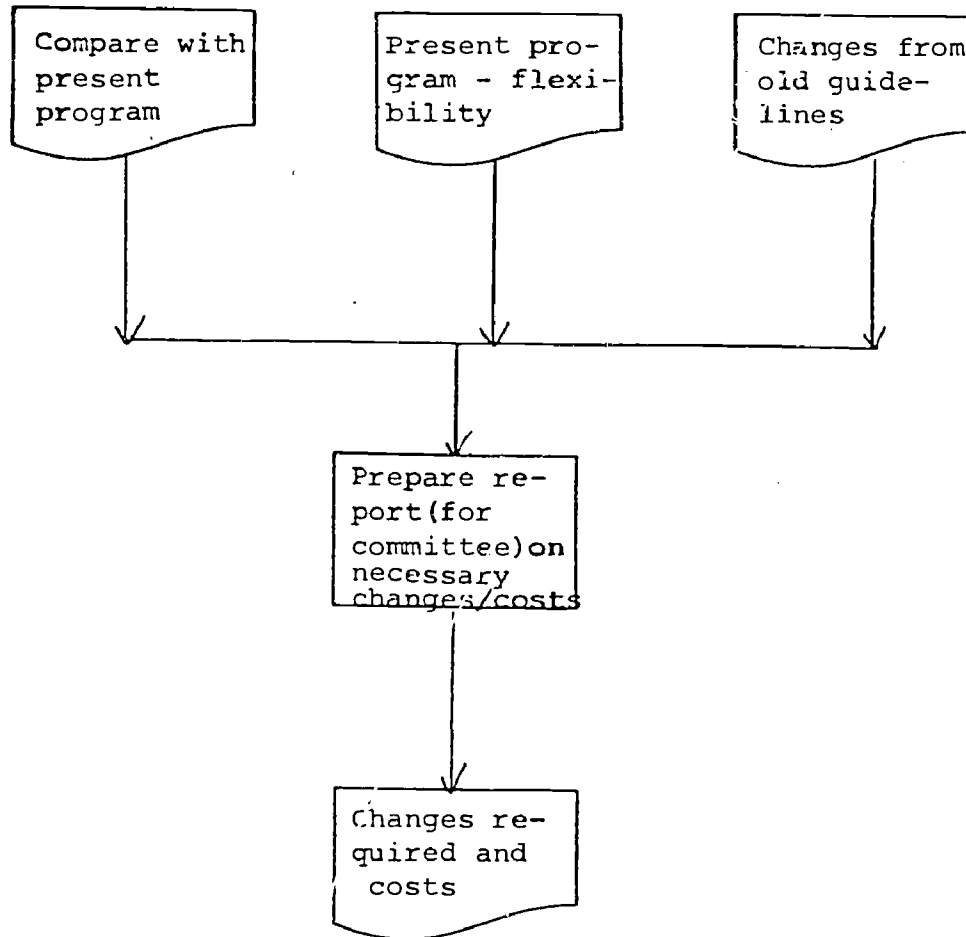 Compare with
present
program
Present pro-
gram - flexi-
bility
Changes from
old guide-
lines
Prepare re-
port(for
committee)on
necessary
changes/costs
Changes re-
quired and
costs